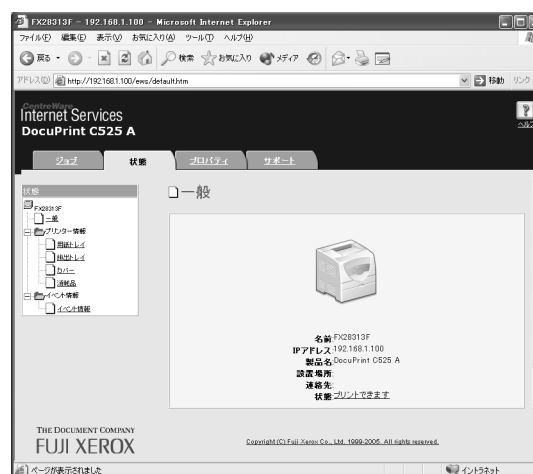 FX28313F - 192.168.1.100 - Microsoft Internet Explorer
ファイル(F) 編集(E) 表示(V) お気に入り(A) ツール(T) ヘルプ(H)
戻る 検索 お気に入り メディア
アドレス(D) http://192.168.1.100/ews/default.htm 移動 リンク
CentreWare
Internet Services
DocuPrint C525 A
ヘルプ
ジョブ 状態 プロパティ サポート
状態
FX28313F
一般
プリンター情報
用紙トレイ
排出トレイ
カバー
消耗品
イベント情報
イベント情報
一般
名前: FX28313F
IPアドレス: 192.168.1.100
製品名: DocuPrint C525 A
設置場所:
連絡先:
状態: プリントできます
THE DOCUMENT COMPANY
FUJI XEROX
Copyright (C) Fuji Xerox Co., Ltd. 1999-2005. All rights reserved.
ページが表示されました イントラネット